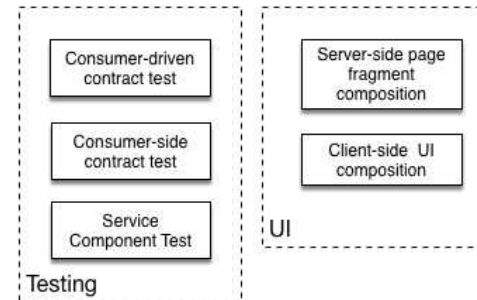 Consumer-driven
contract test
Consumer-side
contract test
Service
Component Test
Testing
Server-side page
fragment
composition
Client-side UI
composition
UI